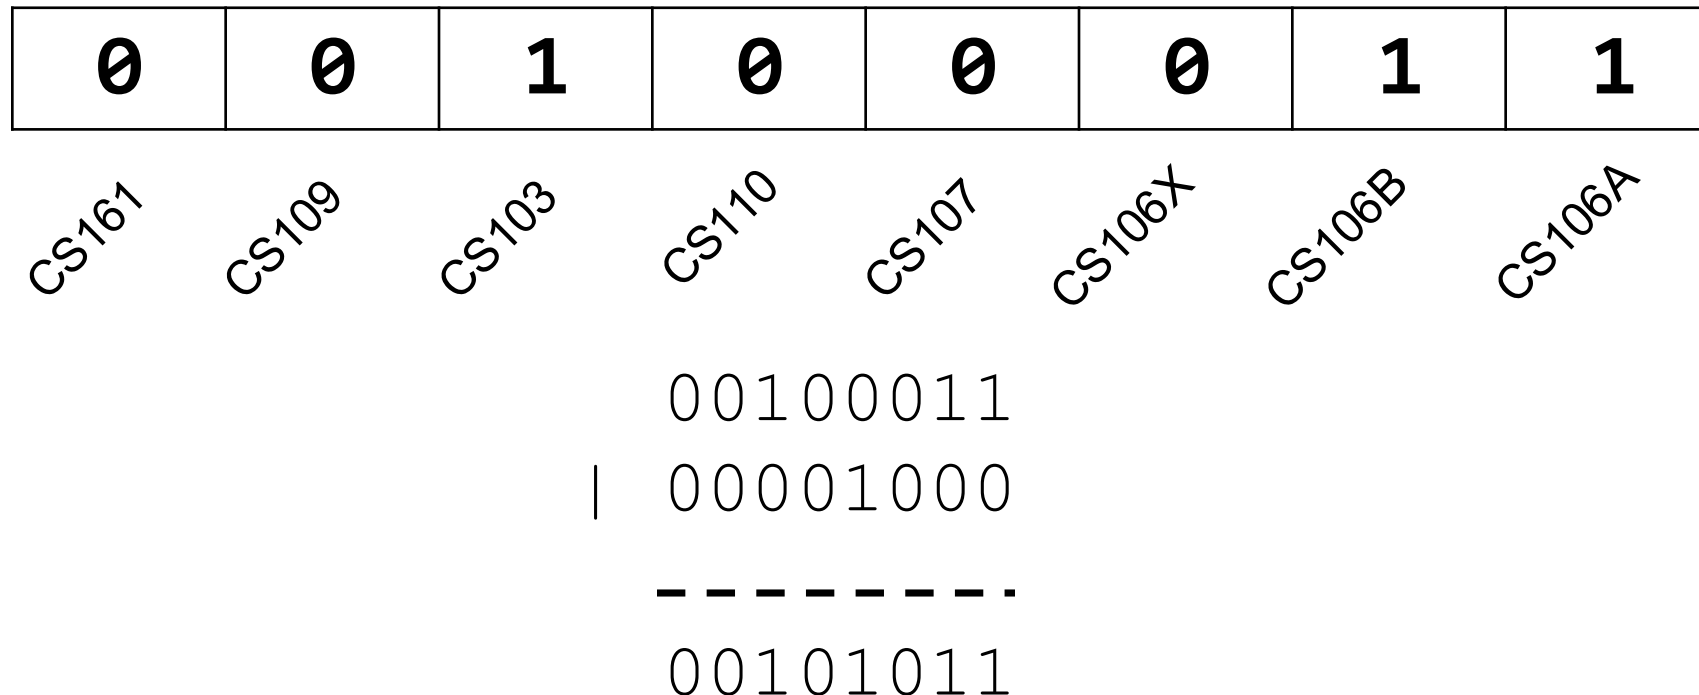 0 0 1 0 0 0 1 1
CS161 CS109 CS103 CS110 CS107 CS106X CS106B CS106A
00100011
| 00001000
--------
00101011